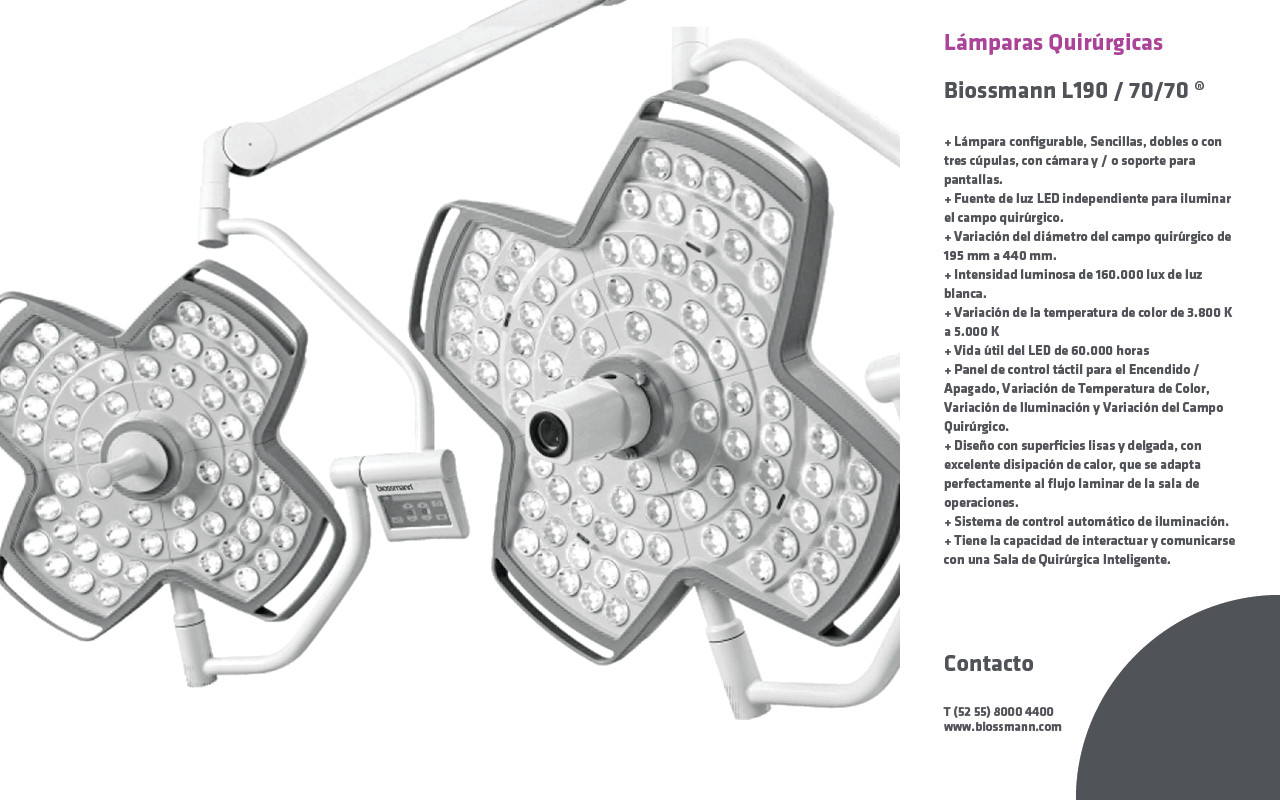 Lámparas Quirúrgicas
Biossmann L190 / 70/70 ®
+ Lámpara configurable, Sencillas, dobles o con
tres cúpulas, con cámara y / o soporte para
pantallas.
+ Fuente de luz LED independiente para iluminar
el campo quirúrgico.
+ Variación del diámetro del campo quirúrgico de
195 mm a 440 mm.
+ Intensidad luminosa de 160.000 lux de luz
blanca.
+ Variación de la temperatura de color de 3.800 K
a 5.000 K
+ Vida útil del LED de 60.000 horas
+ Panel de control táctil para el Encendido /
Apagado, Variación de Temperatura de Color,
Variación de Iluminación y Variación del Campo
Quirúrgico.
+ Diseño con superficies lisas y delgada, con
excelente disipación de calor, que se adapta
perfectamente al flujo laminar de la sala de
operaciones.
+ Sistema de control automático de iluminación.
+ Tiene la capacidad de interactuar y comunicarse
con una Sala de Quirúrgica Inteligente.
biossmann
Contacto
T (52 55) 8000 4400
www.biossmann.com